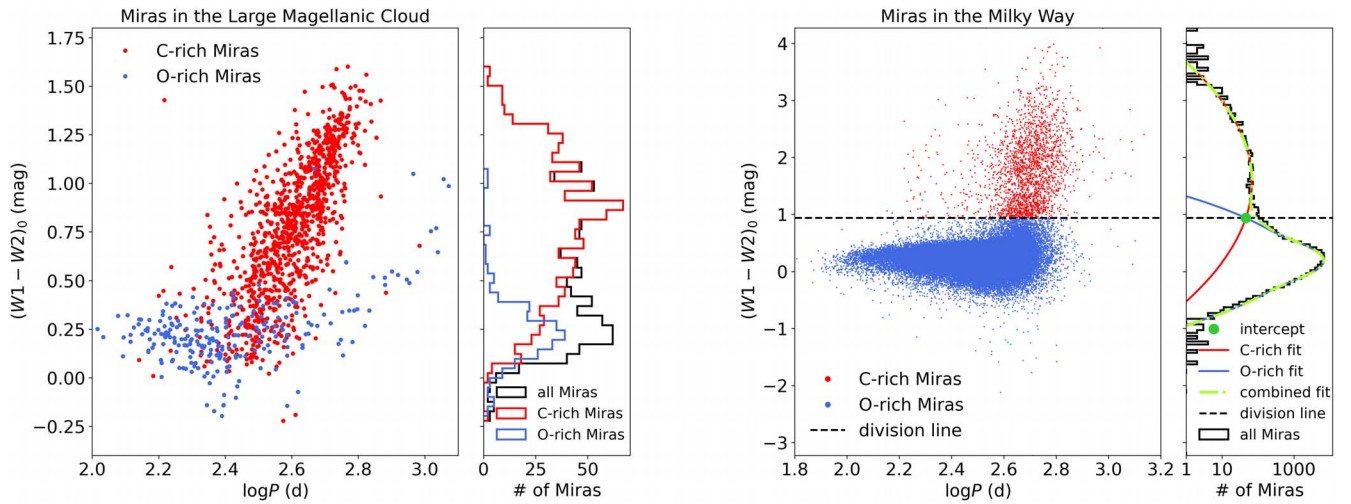 Miras in the Large Magellanic Cloud
(W1 − W2)₀ (mag)
1.75
1.50
1.25
1.00
0.75
0.50
0.25
0.00
−0.25
C-rich Miras
O-rich Miras
2.0 2.2 2.4 2.6 2.8 3.0
logP (d)
all Miras
C-rich Miras
O-rich Miras
0 25 50
# of Miras
Miras in the Milky Way
(W1 − W2)₀ (mag)
4
3
2
1
0
−1
−2
−3
C-rich Miras
O-rich Miras
division line
1.8 2.0 2.2 2.4 2.6 2.8 3.0 3.2
logP (d)
intercept
C-rich fit
O-rich fit
combined fit
division line
all Miras
1 10 1000
# of Miras